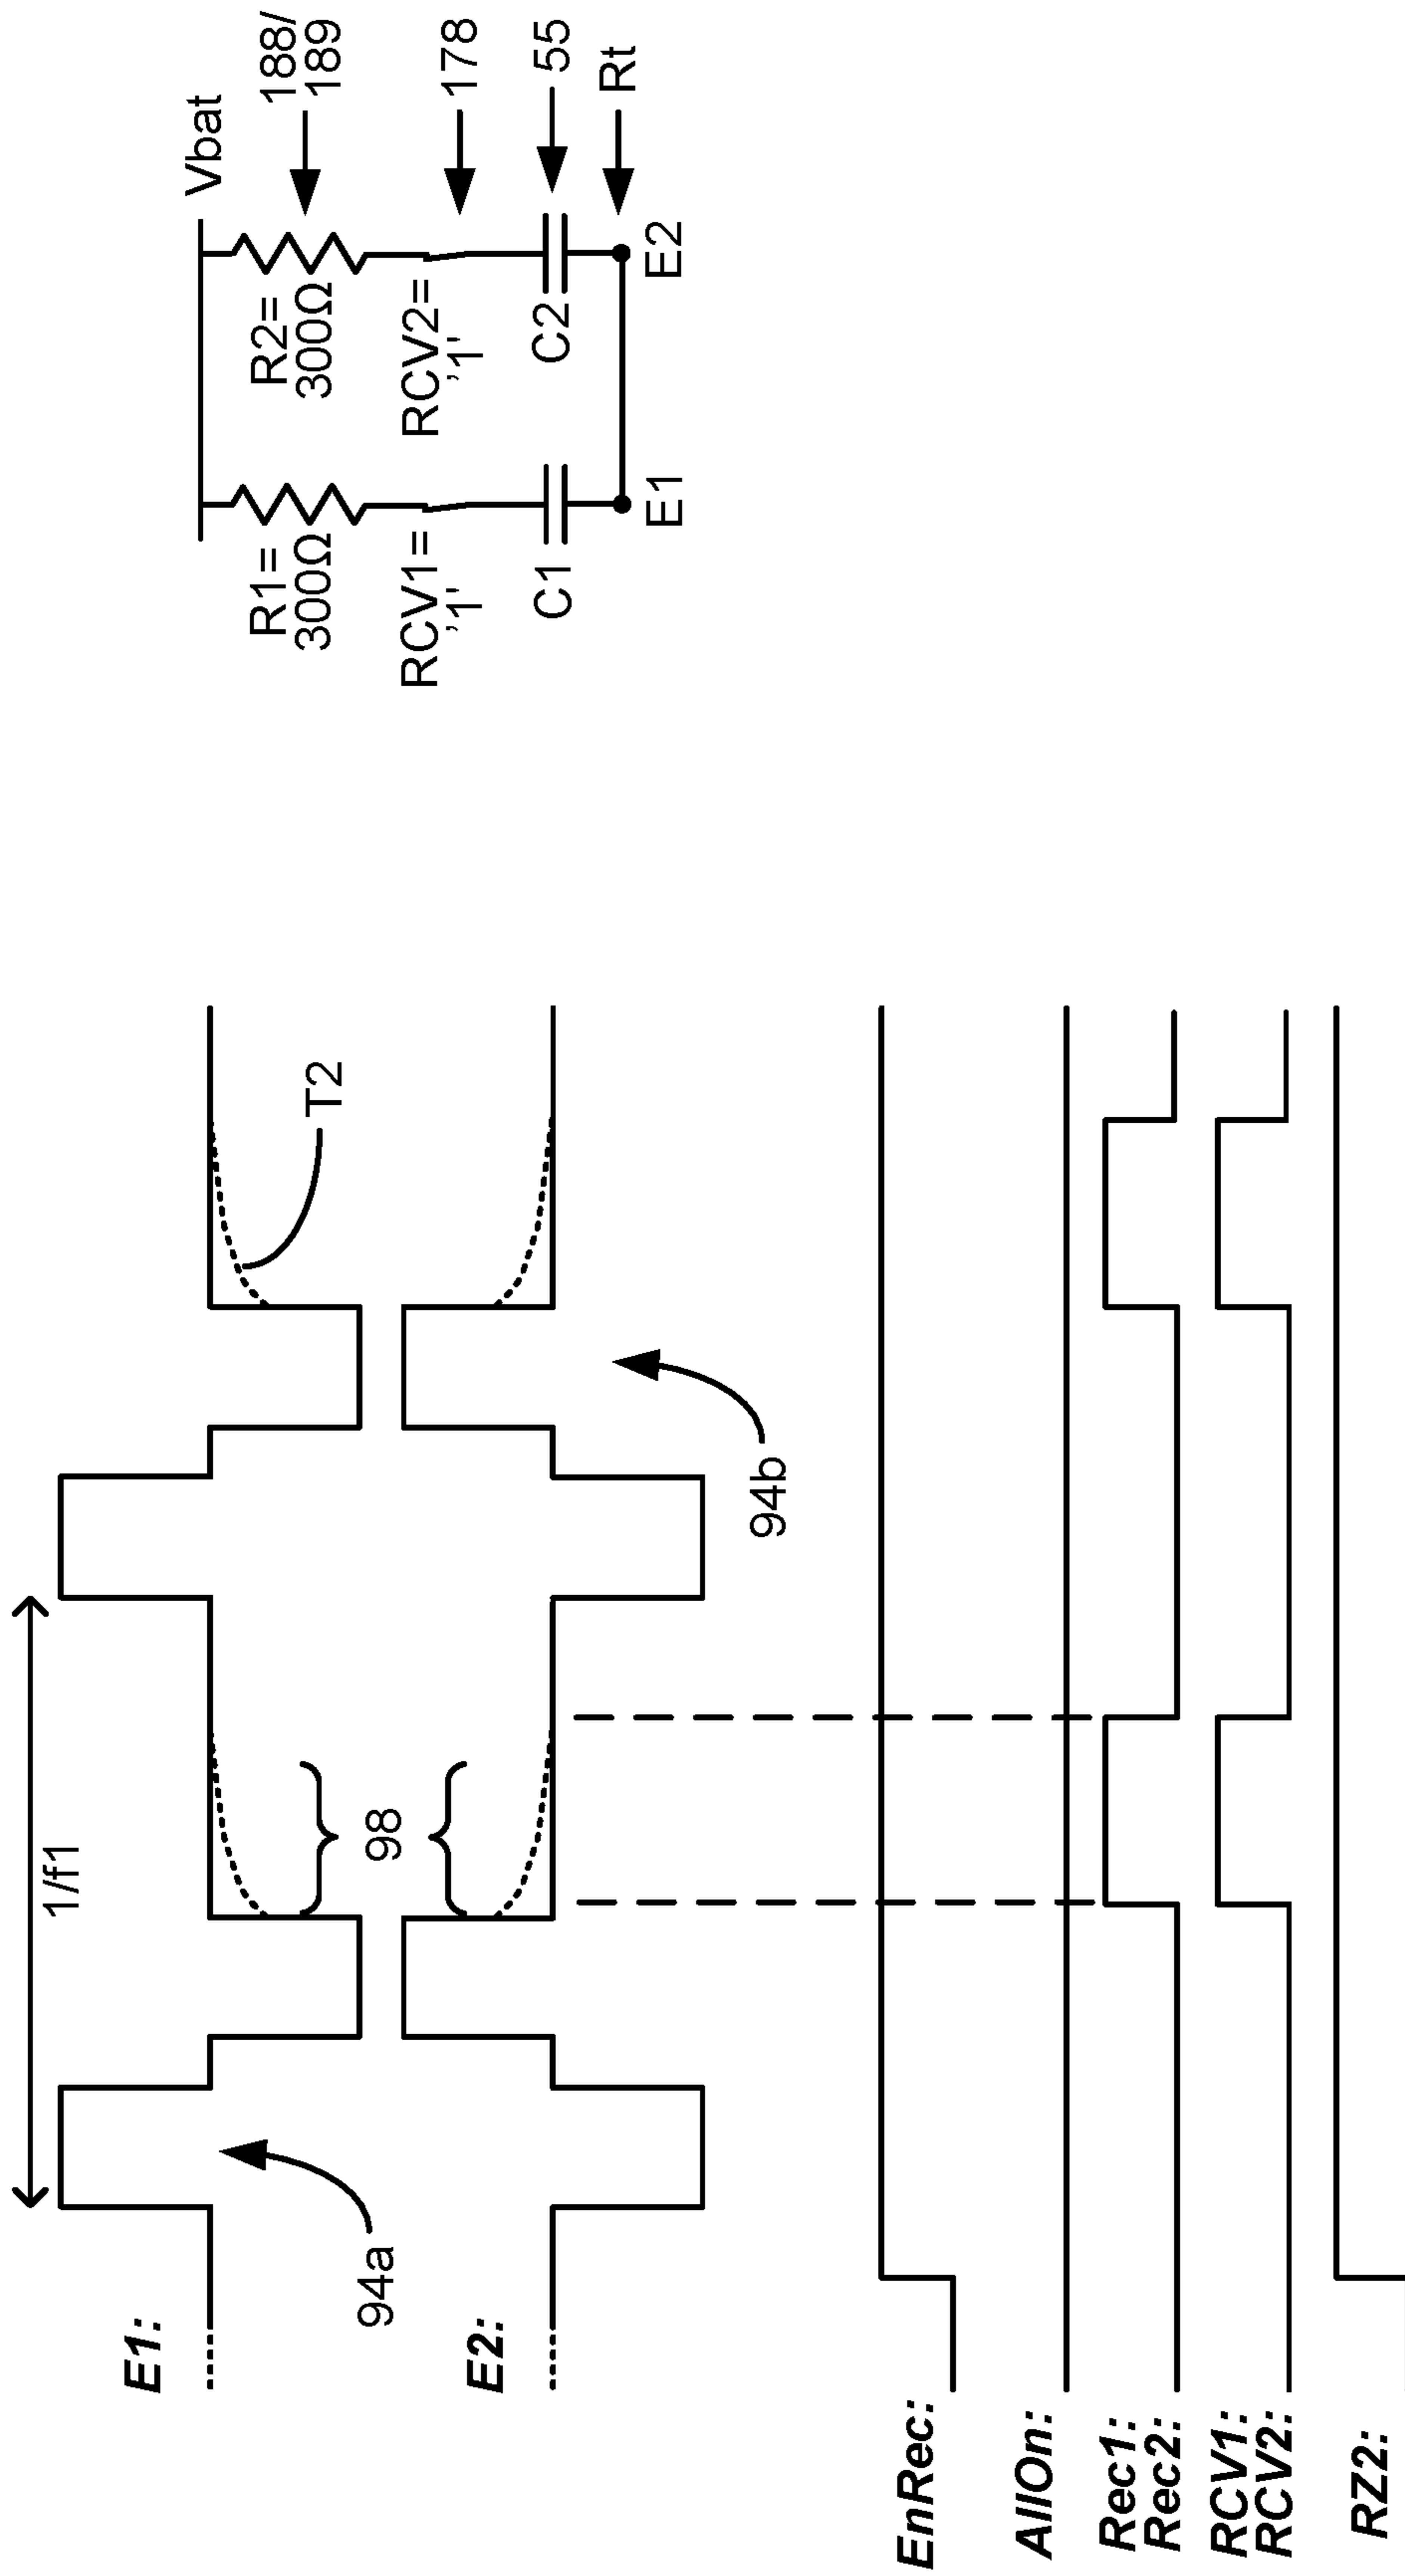 1/f1
E1:
T2
94a
98
E2:
94b
EnRec:
AllOn:
Rec1:
Rec2:
RCV1:
RCV2:
RZ2:
Vbat
R1=
300Ω
R2=
300Ω
188/
189
RCV1=
'1'
RCV2=
'1'
178
C1
C2
55
Rt
E1
E2